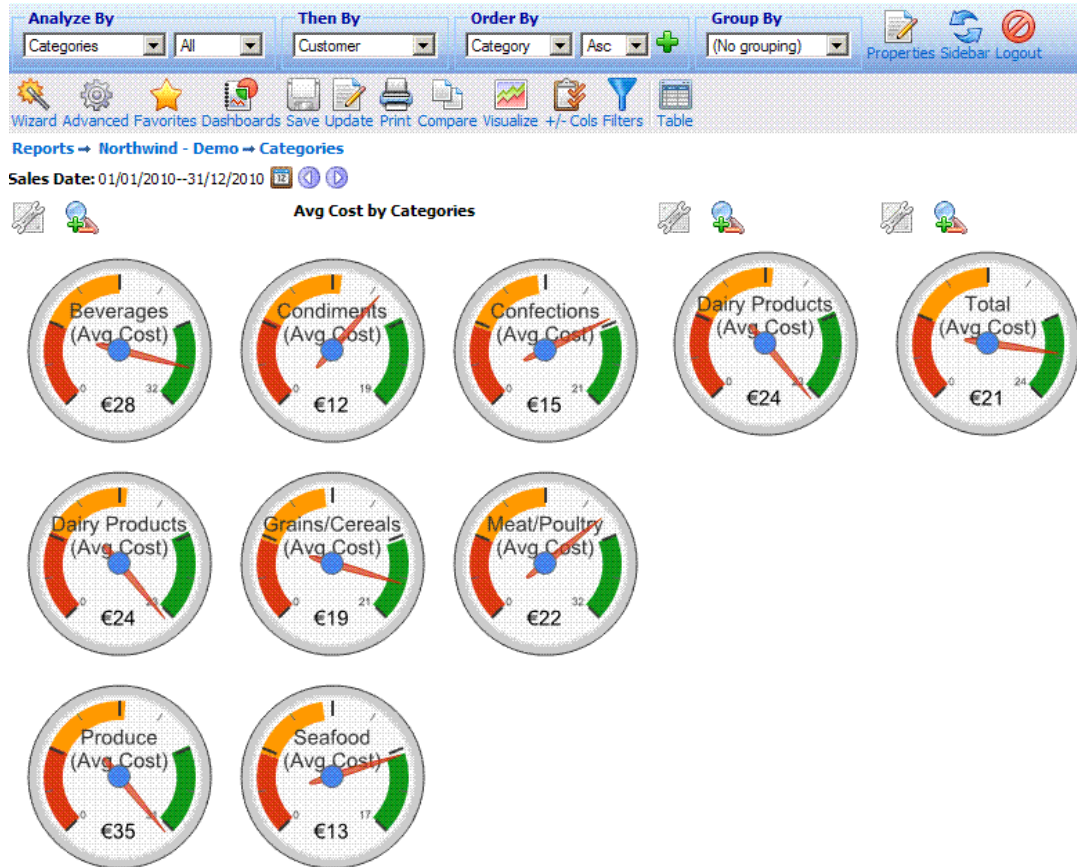 Analyze By Then By Order By Group By
Categories All Customer Category Asc (No grouping)
Properties Sidebar Logout
Wizard Advanced Favorites Dashboards Save Update Print Compare Visualize +/- Cols Filters Table
Reports → Northwind - Demo → Categories
Sales Date: 01/01/2010--31/12/2010 12
Avg Cost by Categories
Beverages
(Avg Cost)
0 32
€28
Condiments
(Avg Cost)
0 19
€12
Confections
(Avg Cost)
0 21
€15
Dairy Products
(Avg Cost)
0
€24
Total
(Avg Cost)
0 24
€21
Dairy Products
(Avg Cost)
0
€24
Grains/Cereals
(Avg Cost)
0 21
€19
Meat/Poultry
(Avg Cost)
0 32
€22
Produce
(Avg Cost)
0
€35
Seafood
(Avg Cost)
0 17
€13